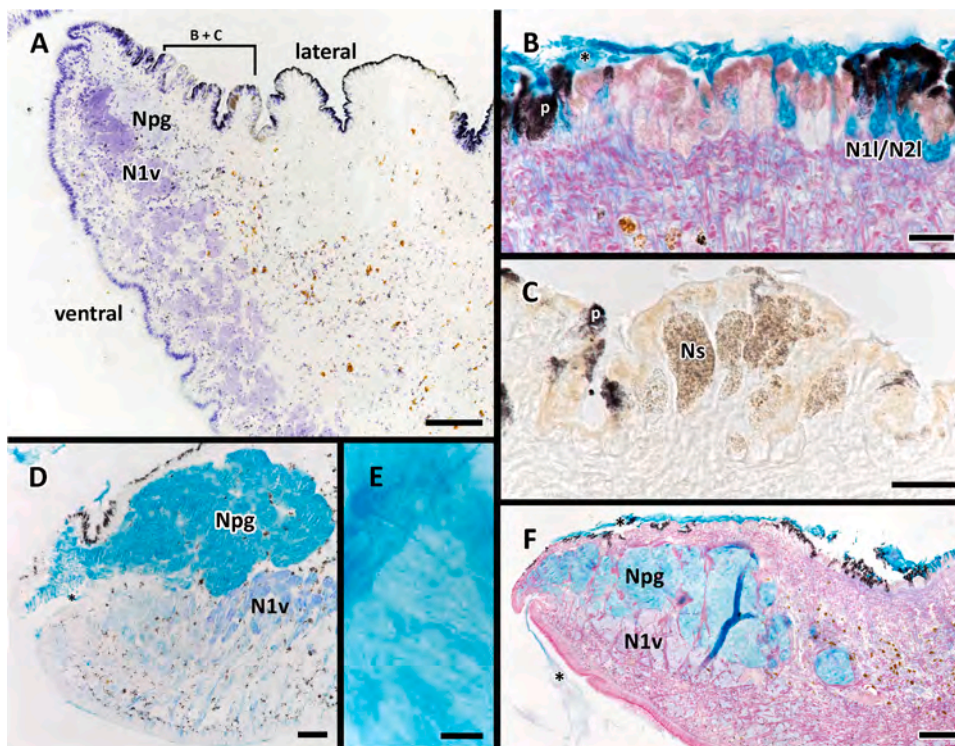 A
B + C
lateral
Npg
N1v
ventral
B
*
p
N1l/N2l
C
p
Ns
D
Npg
*
N1v
E
F
*
Npg
N1v
*